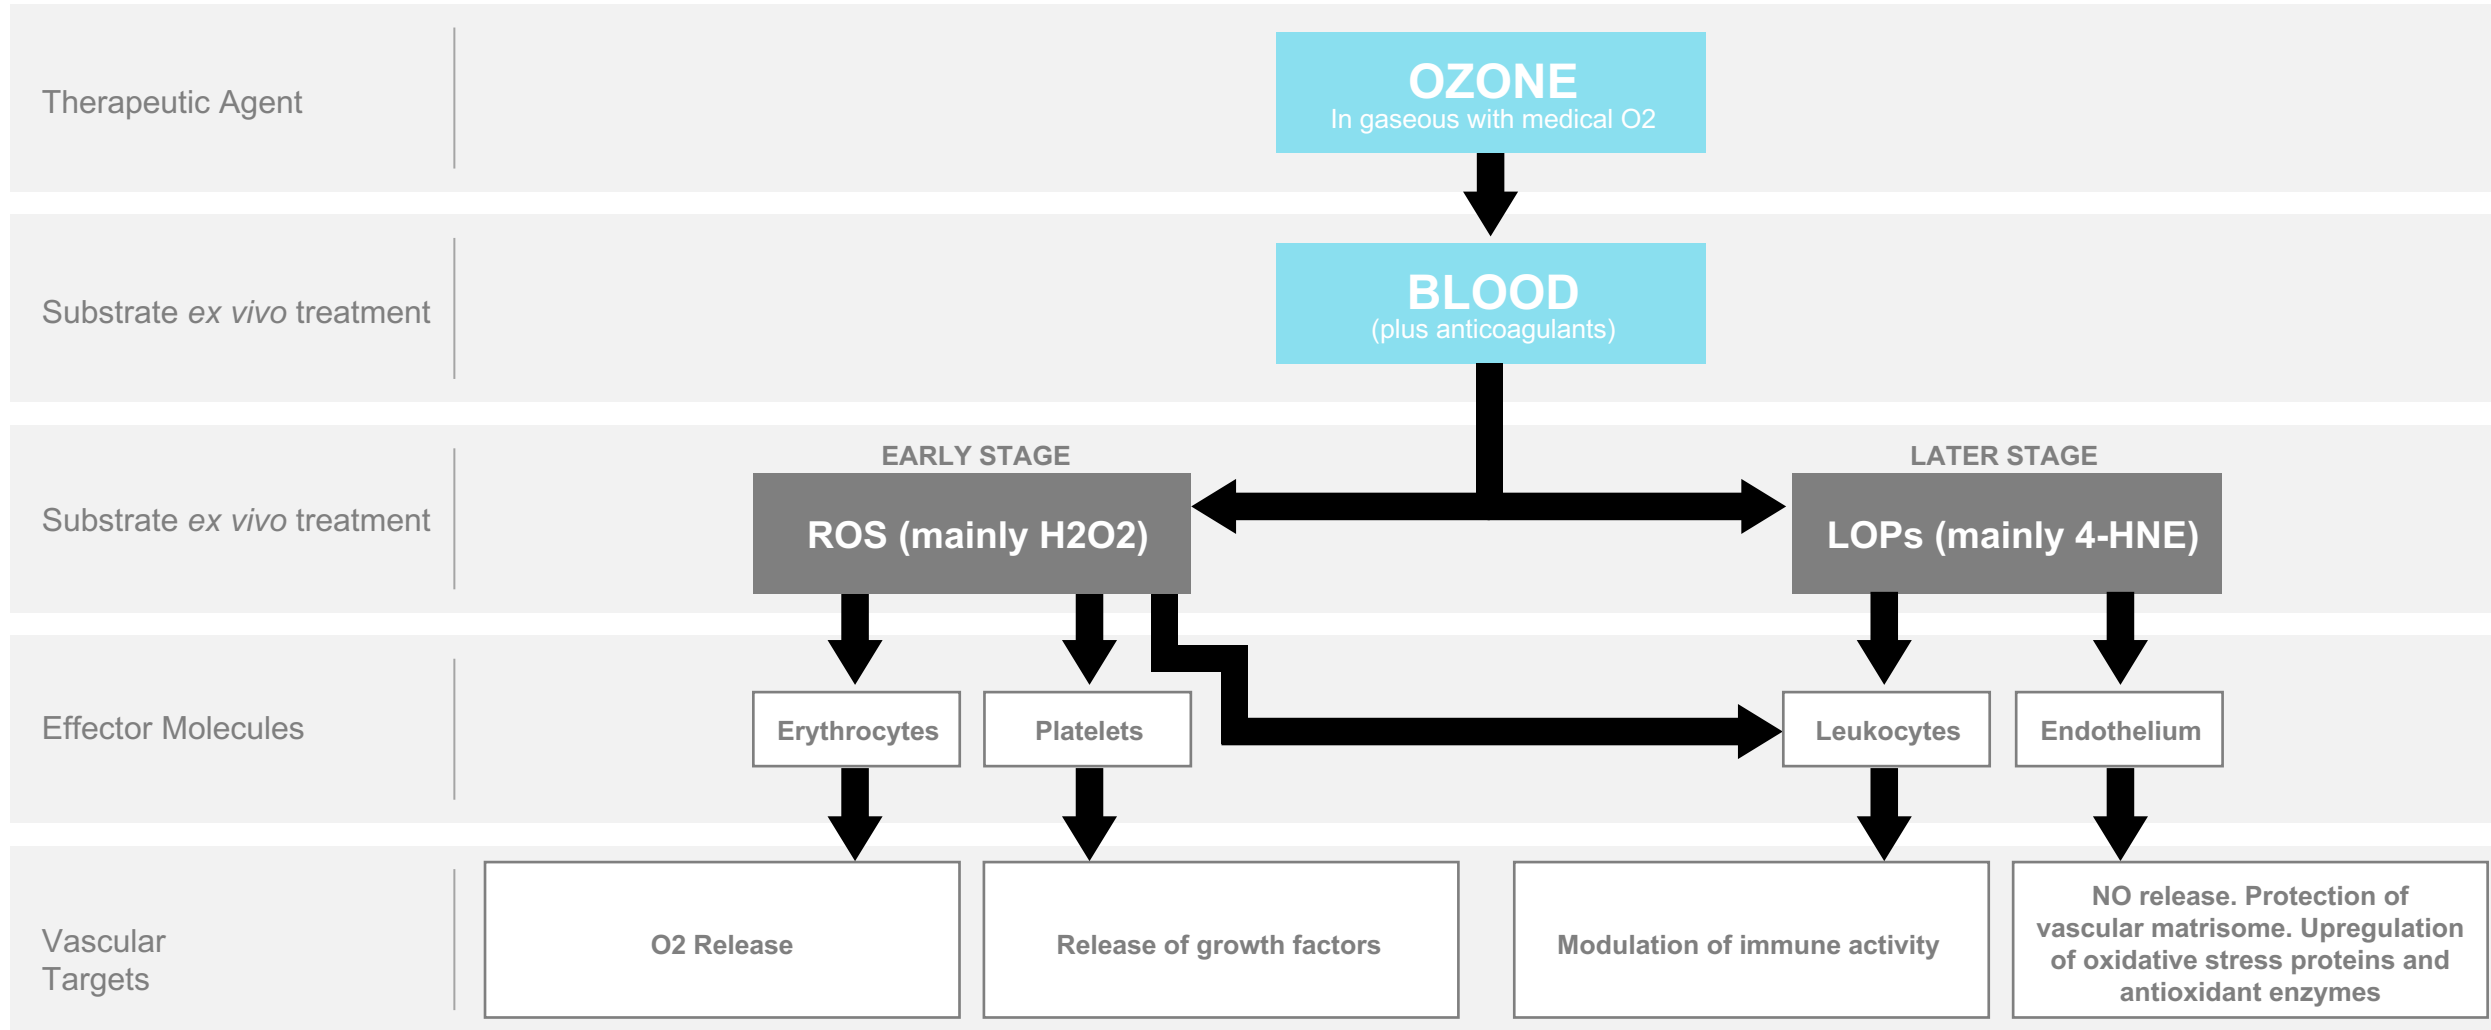 Therapeutic Agent
OZONE
In gaseous with medical O2
Substrate ex vivo treatment
BLOOD
(plus anticoagulants)
Substrate ex vivo treatment
EARLY STAGE
ROS (mainly H2O2)
LATER STAGE
LOPs (mainly 4-HNE)
Effector Molecules
Erythrocytes
Platelets
Leukocytes
Endothelium
Vascular
Targets
O2 Release
Release of growth factors
Modulation of immune activity
NO release. Protection of
vascular matrisome. Upregulation
of oxidative stress proteins and
antioxidant enzymes